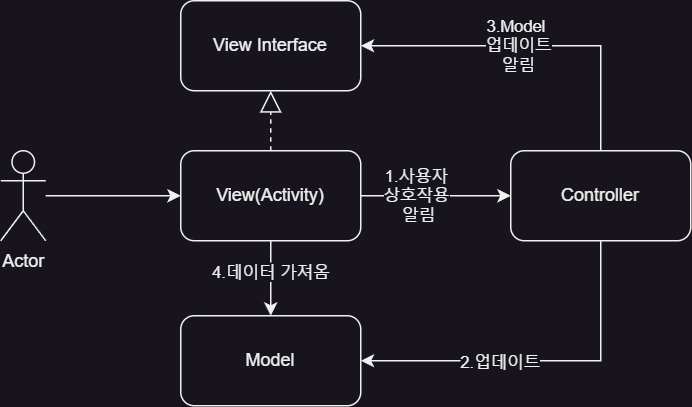 View Interface
3.Model
업데이트
알림
View(Activity)
1.사용자
상호작용
알림
Controller
Actor
4.데이터 가져옴
Model
2.업데이트